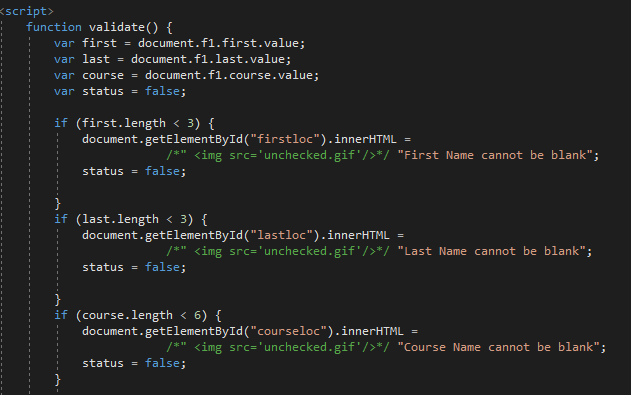 <script>
function validate() {
var first = document.f1.first.value;
var last = document.f1.last.value;
var course = document.f1.course.value;
var status = false;
if (first.length < 3) {
document.getElementById("firstloc").innerHTML =
/*" <img src='unchecked.gif'/>*/ "First Name cannot be blank";
status = false;
}
if (last.length < 3) {
document.getElementById("lastloc").innerHTML =
/*" <img src='unchecked.gif'/>*/ "Last Name cannot be blank";
status = false;
}
if (course.length < 6) {
document.getElementById("courseloc").innerHTML =
/*" <img src='unchecked.gif'/>*/ "Course Name cannot be blank";
status = false;
}